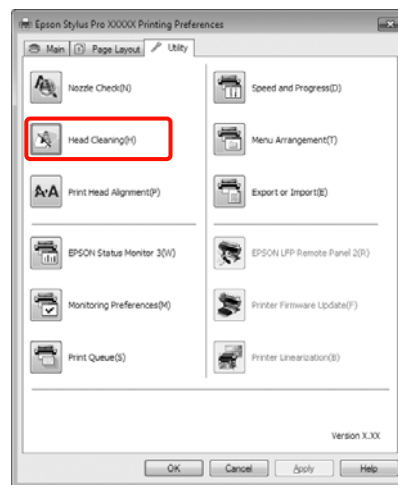 Epson Stylus Pro XXXXX Printing Preferences
Main
Page Layout
Utility
Nozzle Check(N)
Speed and Progress(D)
Head Cleaning(H)
Menu Arrangement(T)
A·A
Print Head Alignment(P)
Export or Import(E)
EPSON Status Monitor 3(W)
EPSON LFP Remote Panel 2(R)
Monitoring Preferences(M)
Printer Firmware Update(F)
Print Queue(S)
Printer Linearization(B)
Version X.XX
OK
Cancel
Apply
Help